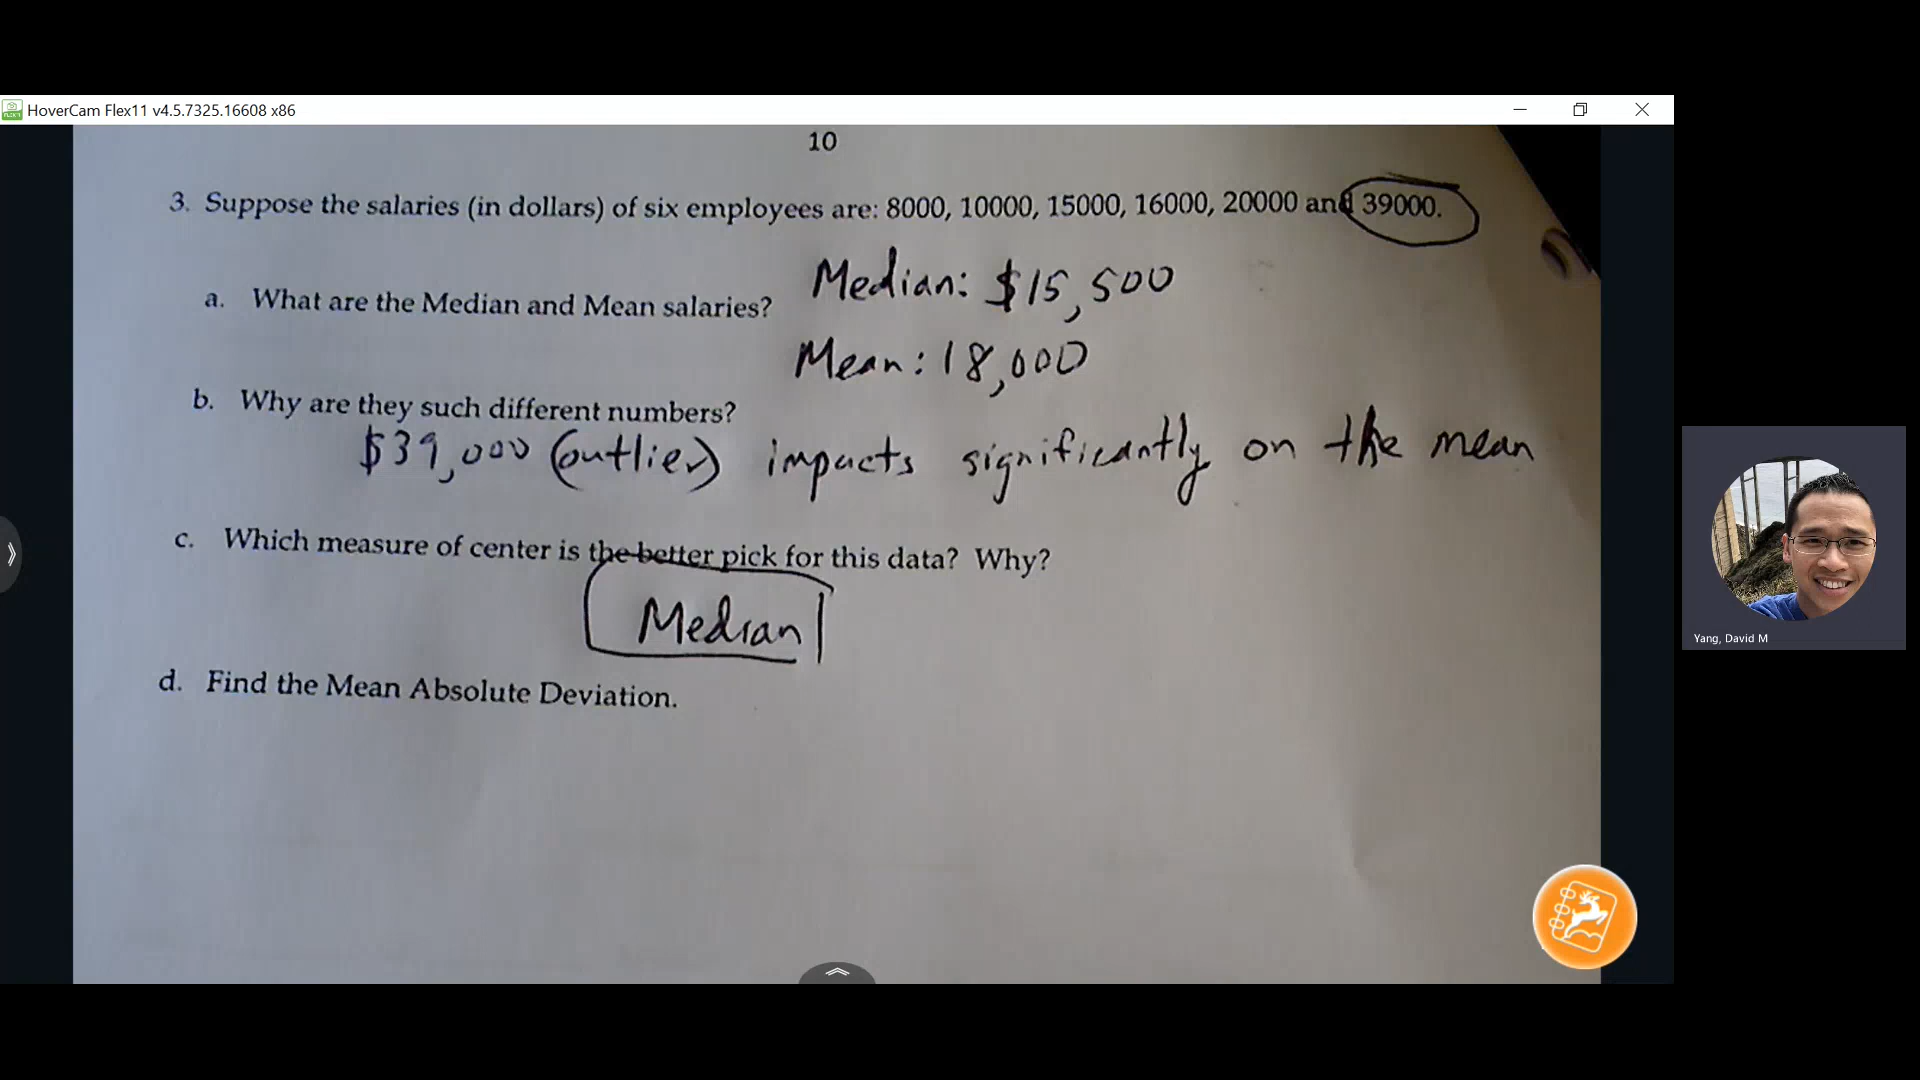 HoverCam Flex11 v4.5.7325.16608 x86
10
3. Suppose the salaries (in dollars) of six employees are: 8000, 10000, 15000, 16000, 20000 and 39000.
Median: $15,500
a. What are the Median and Mean salaries?
Mean: 18,000
b. Why are they such different numbers?
$39,000 (outlier) impacts significantly on the mean
c. Which measure of center is the better pick for this data? Why?
Median
d. Find the Mean Absolute Deviation.
Yang, David M